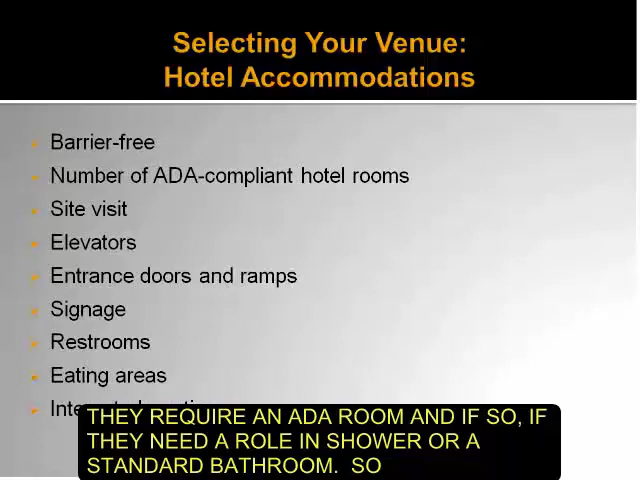 Selecting Your Venue:
Hotel Accommodations
Barrier-free
Number of ADA-compliant hotel rooms
Site visit
Elevators
Entrance doors and ramps
Signage
Restrooms
Eating areas
THEY REQUIRE AN ADA ROOM AND IF SO, IF
THEY NEED A ROLE IN SHOWER OR A
STANDARD BATHROOM. SO